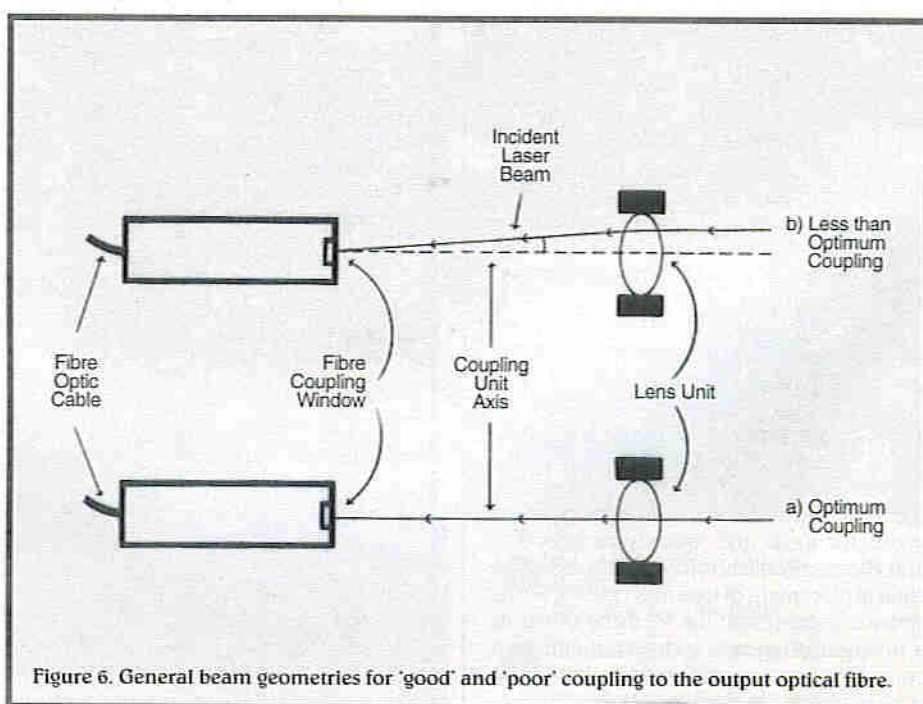 Incident
Laser
Beam
b) Less than
Optimum
Coupling
Fibre
Optic
Cable
Fibre
Coupling
Window
Coupling
Unit
Axis
Lens Unit
a) Optimum
Coupling
Figure 6. General beam geometries for 'good' and 'poor' coupling to the output optical fibre.